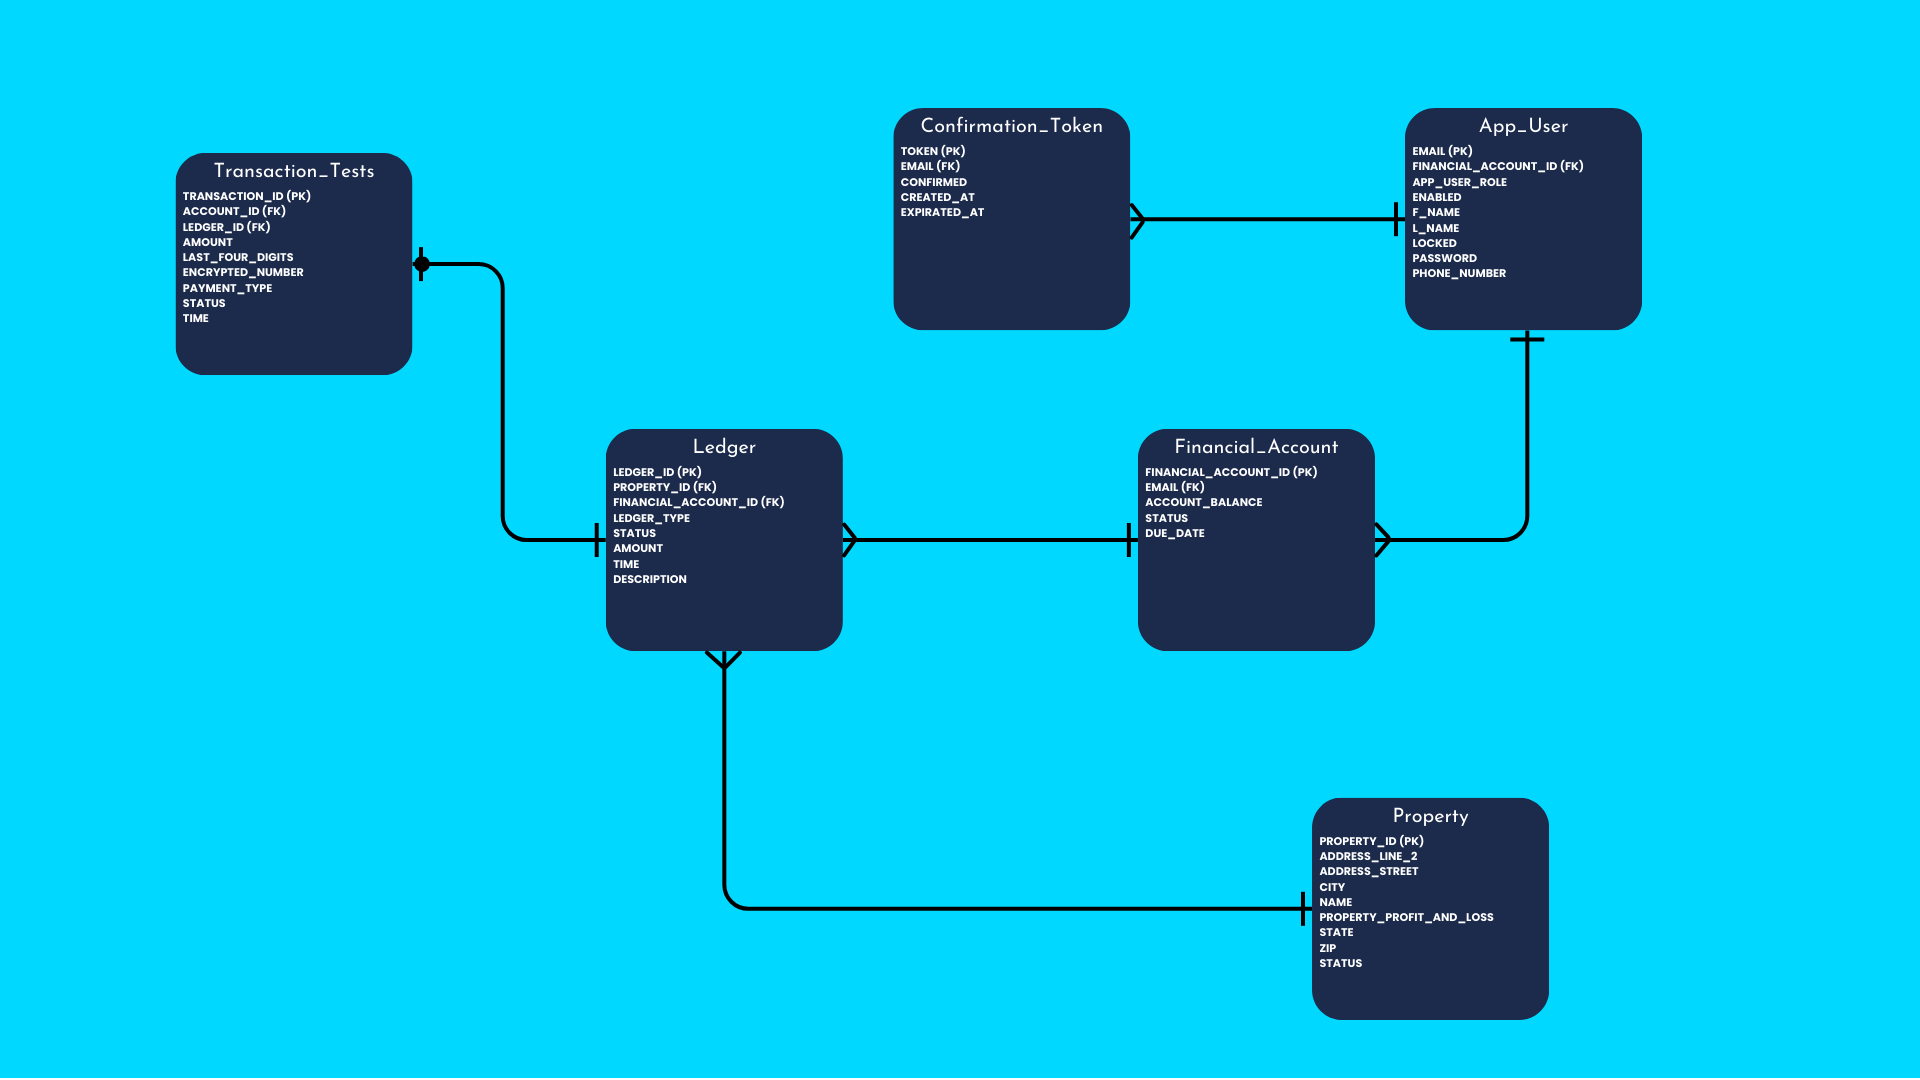 Transaction_Tests
TRANSACTION_ID (PK)
ACCOUNT_ID (FK)
LEDGER_ID (FK)
AMOUNT
LAST_FOUR_DIGITS
ENCRYPTED_NUMBER
PAYMENT_TYPE
STATUS
TIME
Confirmation_Token
TOKEN (PK)
EMAIL (FK)
CONFIRMED
CREATED_AT
EXPIRATED_AT
App_User
EMAIL (PK)
FINANCIAL_ACCOUNT_ID (FK)
APP_USER_ROLE
ENABLED
F_NAME
L_NAME
LOCKED
PASSWORD
PHONE_NUMBER
Ledger
LEDGER_ID (PK)
PROPERTY_ID (FK)
FINANCIAL_ACCOUNT_ID (FK)
LEDGER_TYPE
STATUS
AMOUNT
TIME
DESCRIPTION
Financial_Account
FINANCIAL_ACCOUNT_ID (PK)
EMAIL (FK)
ACCOUNT_BALANCE
STATUS
DUE_DATE
Property
PROPERTY_ID (PK)
ADDRESS_LINE_2
ADDRESS_STREET
CITY
NAME
PROPERTY_PROFIT_AND_LOSS
STATE
ZIP
STATUS